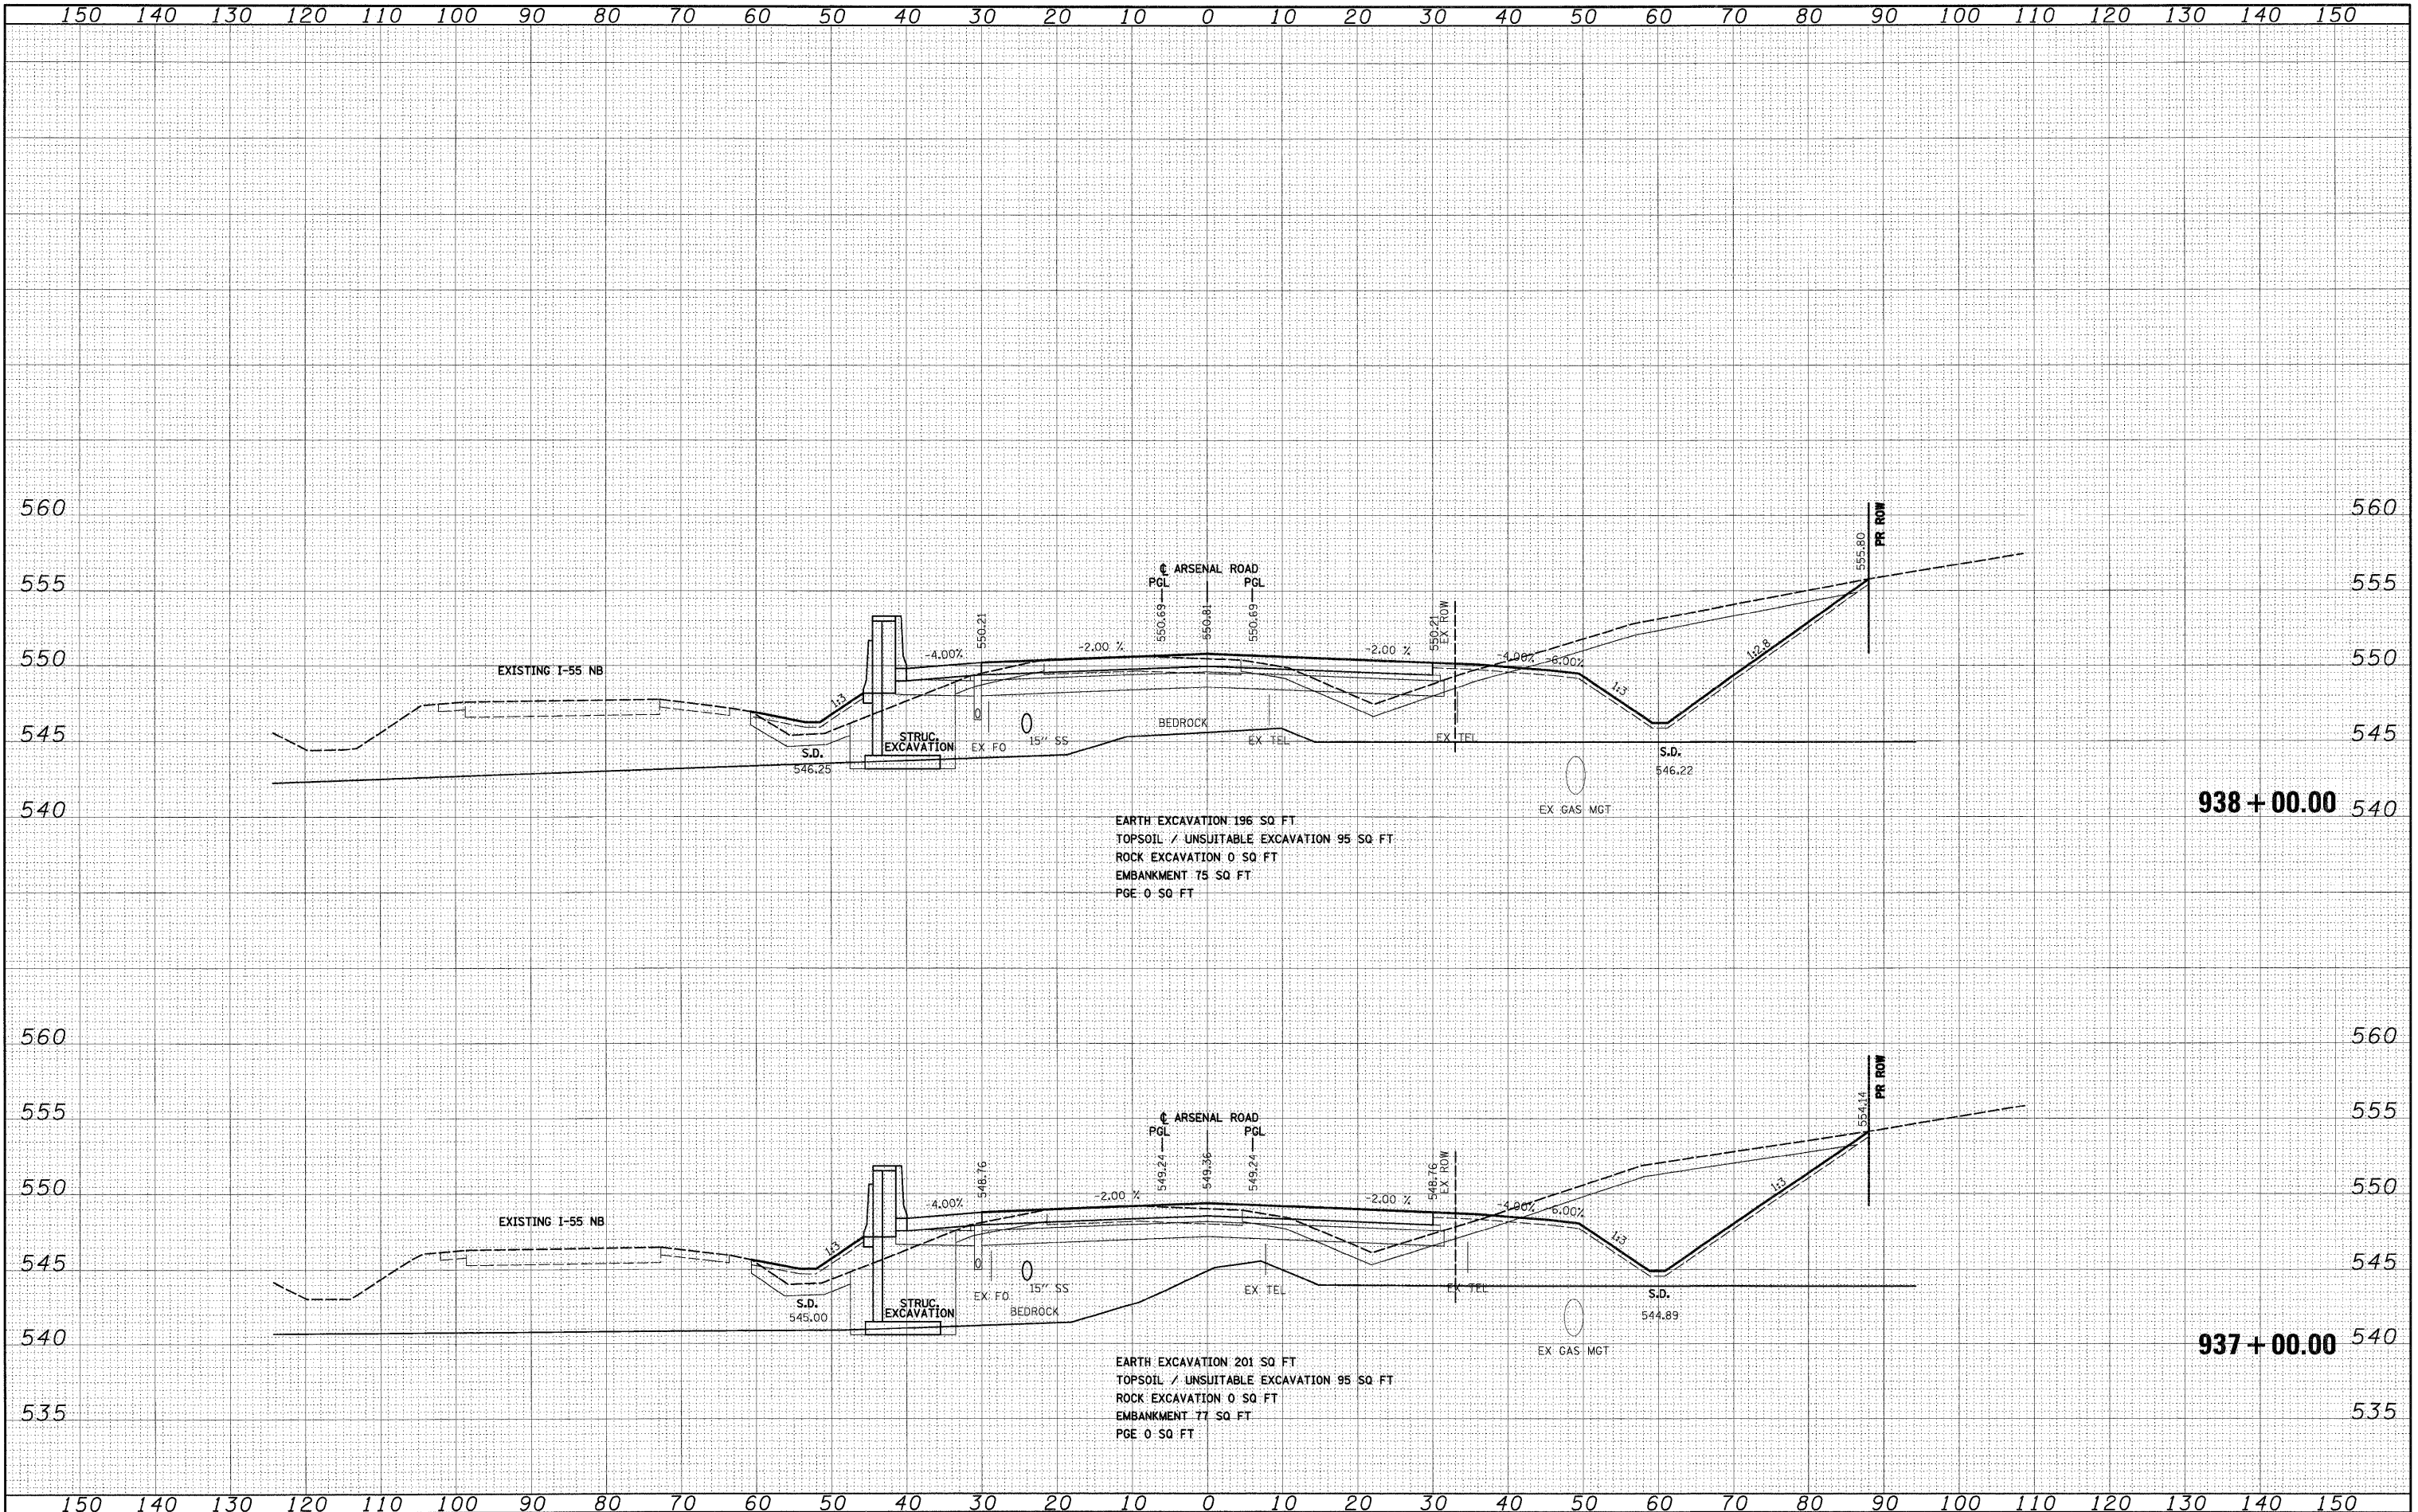 150 140 130 120 110 100 90 80 70 60 50 40 30 20 10 0 10 20 30 40 50 60 70 80 90 100 110 120 130 140 150
560 560
PR ROW
555.80
555 555
℄ ARSENAL ROAD
PGL PGL
550.21 550.69 550.81 550.69 550.21 EX ROW
-4.00% -2.00 % -2.00 % -4.00% -6.00% 1:3 1:2.8
550 550
EXISTING I-55 NB
1:3
BEDROCK
545 545
S.D.
546.25
STRUC.
EXCAVATION
EX FO
15" SS
EX TEL
EX TEL
S.D.
546.22
EX GAS MGT
938 + 00.00
540 540
EARTH EXCAVATION 196 SQ FT
TOPSOIL / UNSUITABLE EXCAVATION 95 SQ FT
ROCK EXCAVATION 0 SQ FT
EMBANKMENT 75 SQ FT
PGE 0 SQ FT
560 560
PR ROW
554.14
555 555
℄ ARSENAL ROAD
PGL PGL
548.76 549.24 549.36 549.24 548.76 EX ROW
550 550
-4.00% -2.00 % -2.00 % -4.00% 6.00% 1:3 1:3
EXISTING I-55 NB
1:3
545 545
S.D.
545.00
STRUC.
EXCAVATION
EX FO
15" SS
BEDROCK
EX TEL
EX TEL
S.D.
544.89
EX GAS MGT
937 + 00.00
540 540
EARTH EXCAVATION 201 SQ FT
TOPSOIL / UNSUITABLE EXCAVATION 95 SQ FT
ROCK EXCAVATION 0 SQ FT
EMBANKMENT 77 SQ FT
PGE 0 SQ FT
535 535
150 140 130 120 110 100 90 80 70 60 50 40 30 20 10 0 10 20 30 40 50 60 70 80 90 100 110 120 130 140 150